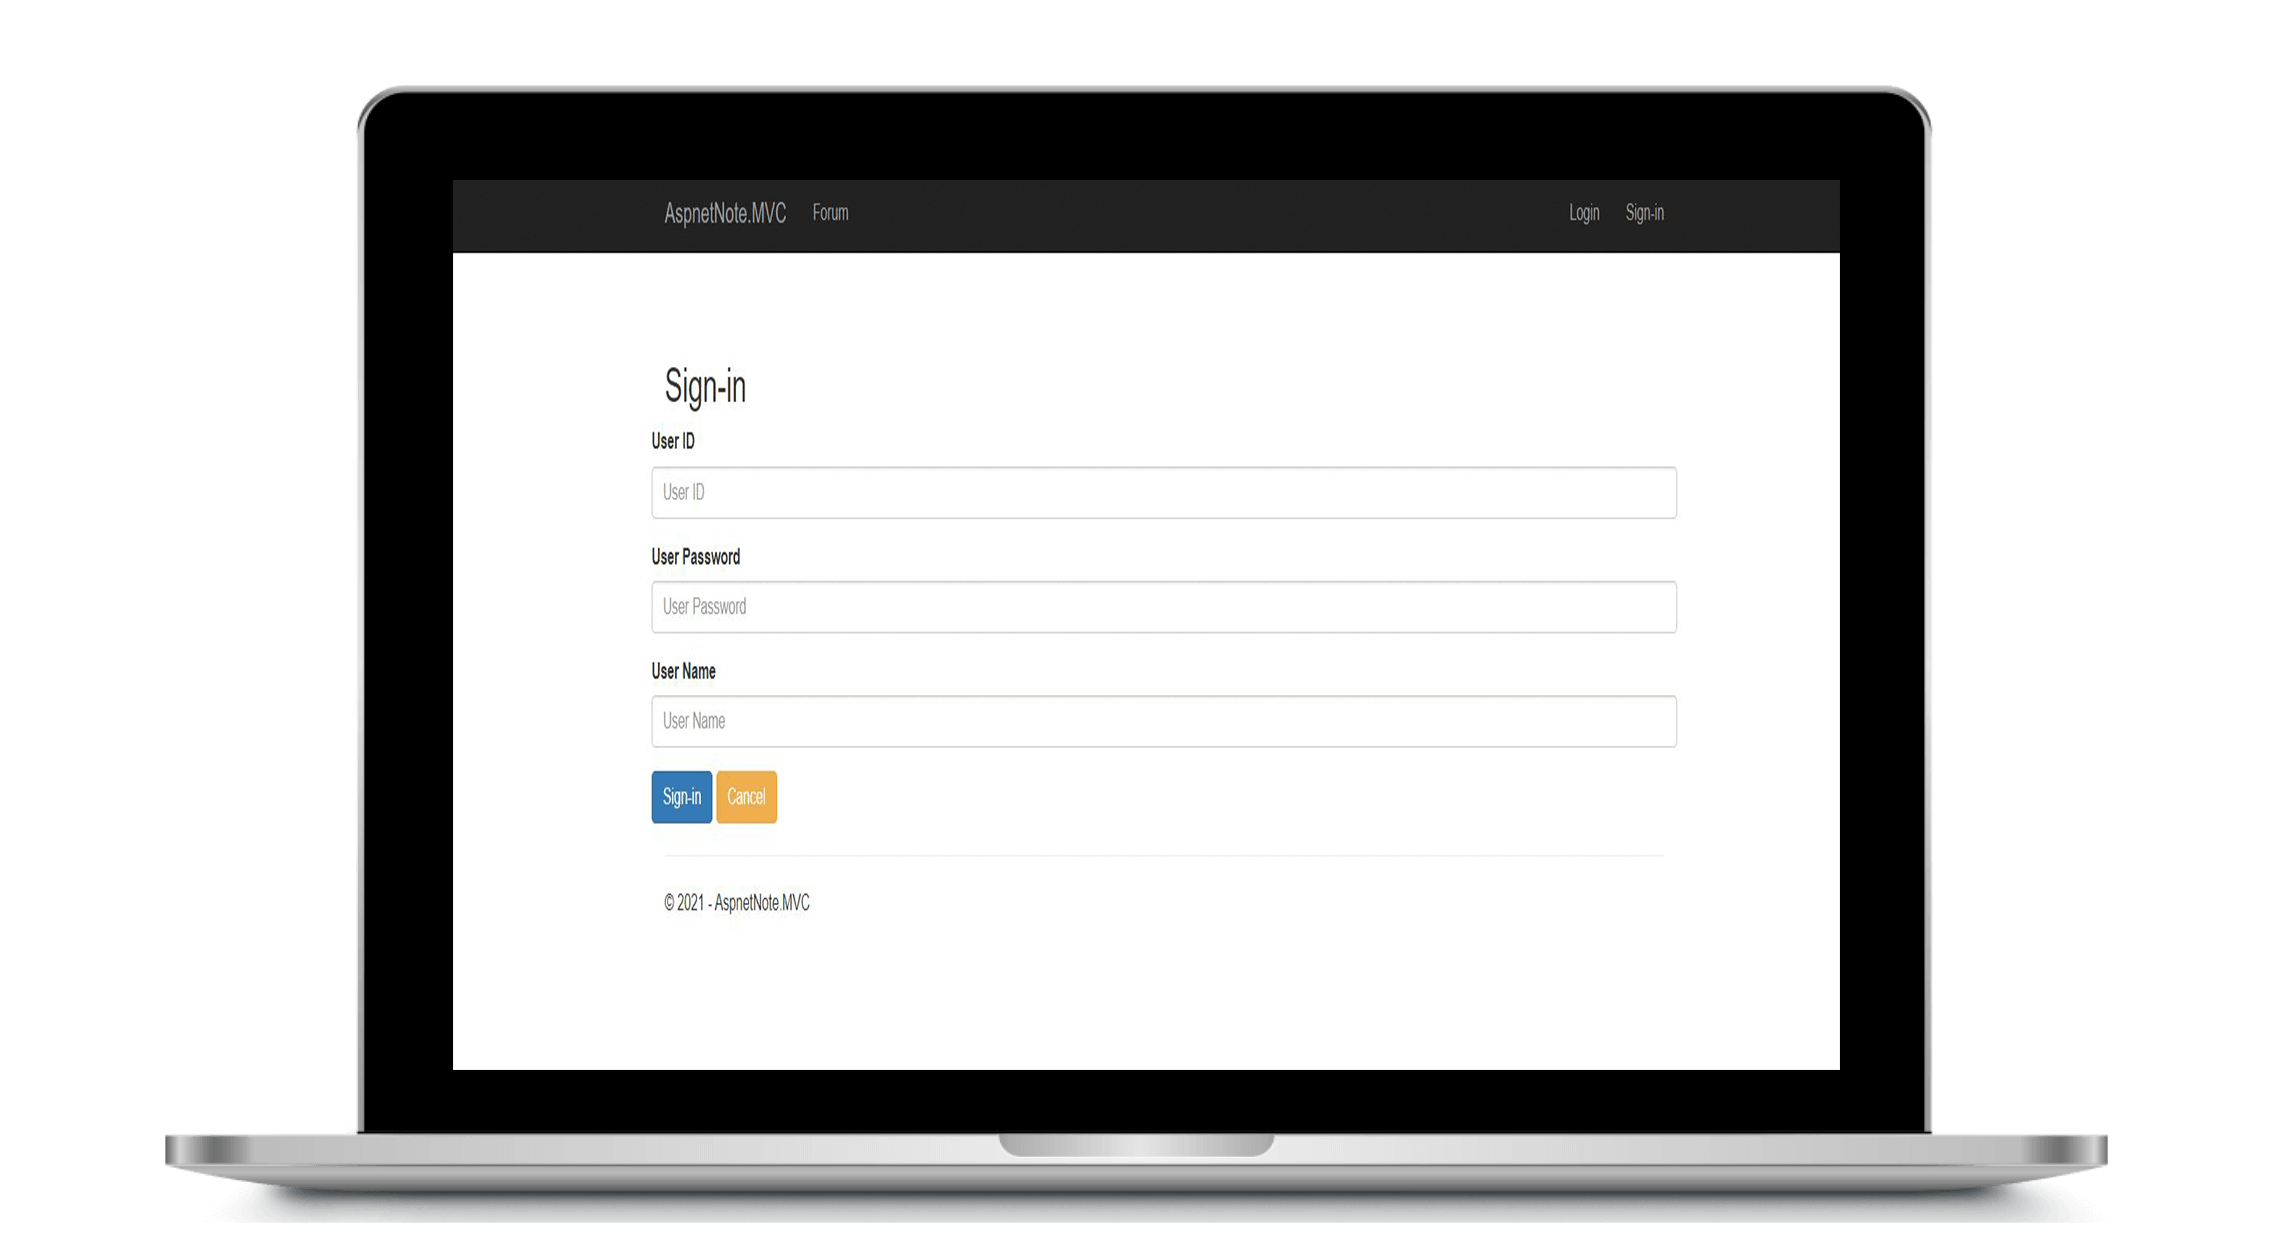 AspnetNote.MVC Forum Login Sign-in
Sign-in
User ID
User ID
User Password
User Password
User Name
User Name
Sign-in Cancel
© 2021 - AspnetNote.MVC